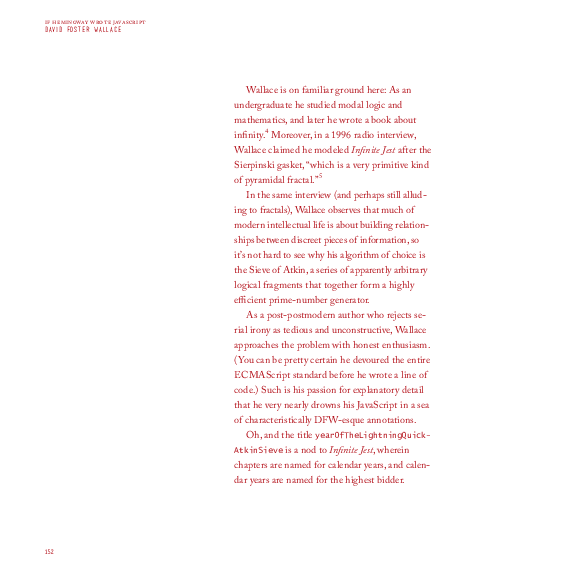 IF HEMINGWAY WROTE JAVASCRIPT
DAVID FOSTER WALLACE
Wallace is on familiar ground here: As an
undergraduate he studied modal logic and
mathematics, and later he wrote a book about
infinity.4 Moreover, in a 1996 radio interview,
Wallace claimed he modeled Infinite Jest after the
Sierpinski gasket, “which is a very primitive kind
of pyramidal fractal.”5
In the same interview (and perhaps still allud-
ing to fractals), Wallace observes that much of
modern intellectual life is about building relation-
ships between discreet pieces of information, so
it’s not hard to see why his algorithm of choice is
the Sieve of Atkin, a series of apparently arbitrary
logical fragments that together form a highly
efficient prime-number generator.
As a post-postmodern author who rejects se-
rial irony as tedious and unconstructive, Wallace
approaches the problem with honest enthusiasm.
(You can be pretty certain he devoured the entire
ECMAScript standard before he wrote a line of
code.) Such is his passion for explanatory detail
that he very nearly drowns his JavaScript in a sea
of characteristically DFW-esque annotations.
Oh, and the title yearOfTheLightningQuick-
AtkinSieve is a nod to Infinite Jest, wherein
chapters are named for calendar years, and calen-
dar years are named for the highest bidder.
152